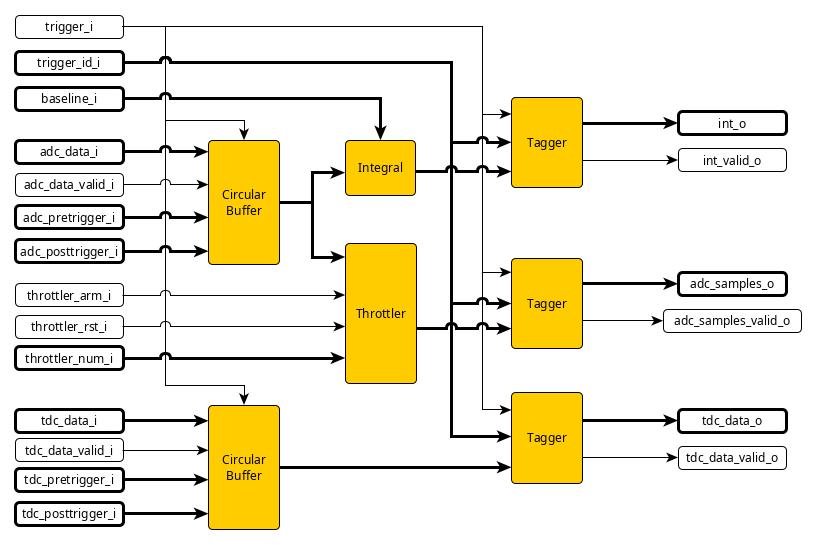 trigger_i
trigger_id_i
baseline_i
adc_data_i
adc_data_valid_i
adc_pretrigger_i
adc_posttrigger_i
throttler_arm_i
throttler_rst_i
throttler_num_i
tdc_data_i
tdc_data_valid_i
tdc_pretrigger_i
tdc_posttrigger_i
Circular
Buffer
Circular
Buffer
Integral
Throttler
Tagger
Tagger
Tagger
int_o
int_valid_o
adc_samples_o
adc_samples_valid_o
tdc_data_o
tdc_data_valid_o